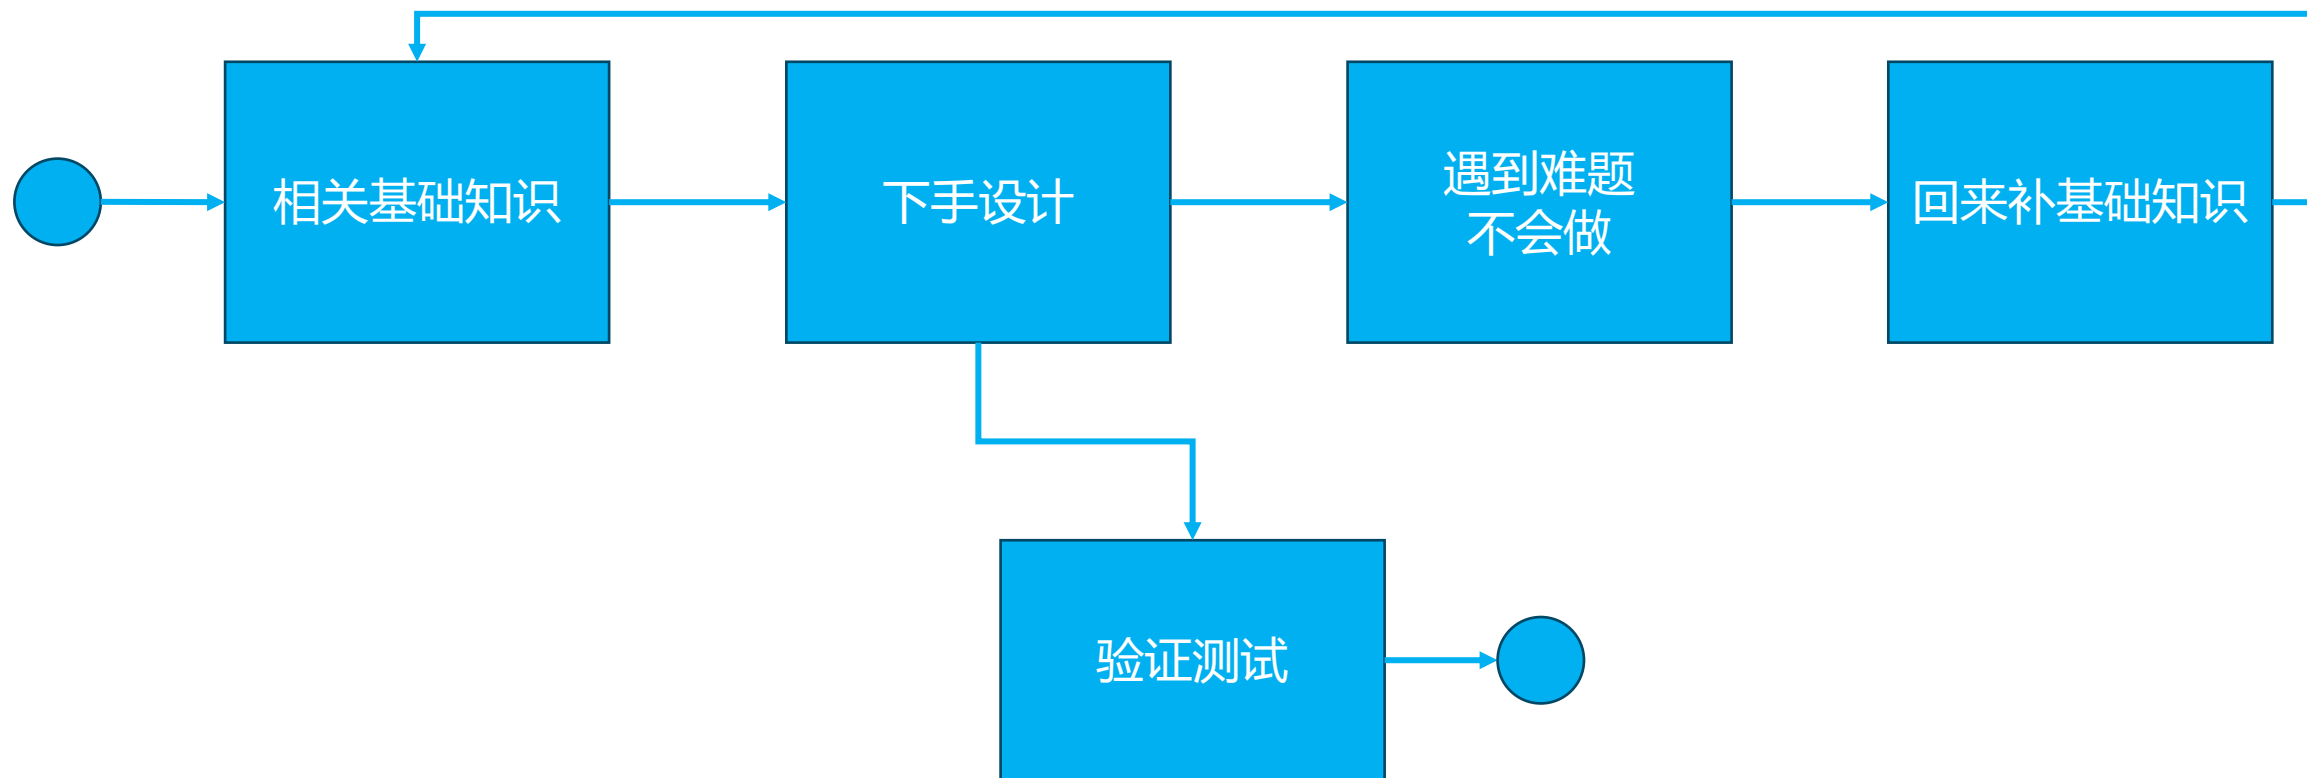 相关基础知识
下手设计
遇到难题
不会做
回来补基础知识
验证测试